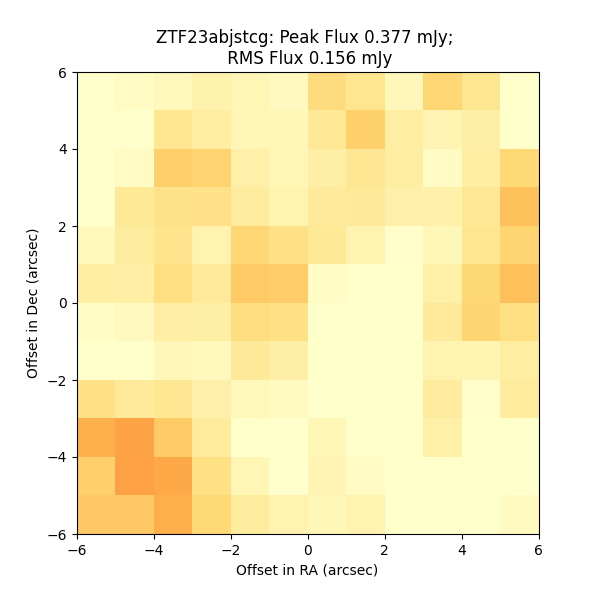 ZTF23abjstcg: Peak Flux 0.377 mJy;
RMS Flux 0.156 mJy
6
4
2
0
−2
−4
−6
Offset in Dec (arcsec)
−6 −4 −2 0 2 4 6
Offset in RA (arcsec)